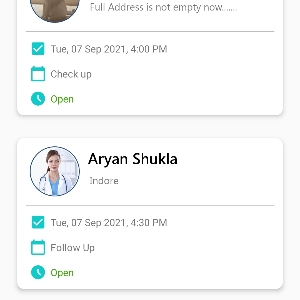 Full Address is not empty now.......
Tue, 07 Sep 2021, 4:00 PM
Check up
Open
Aryan Shukla
Indore
Tue, 07 Sep 2021, 4:30 PM
Follow Up
Open